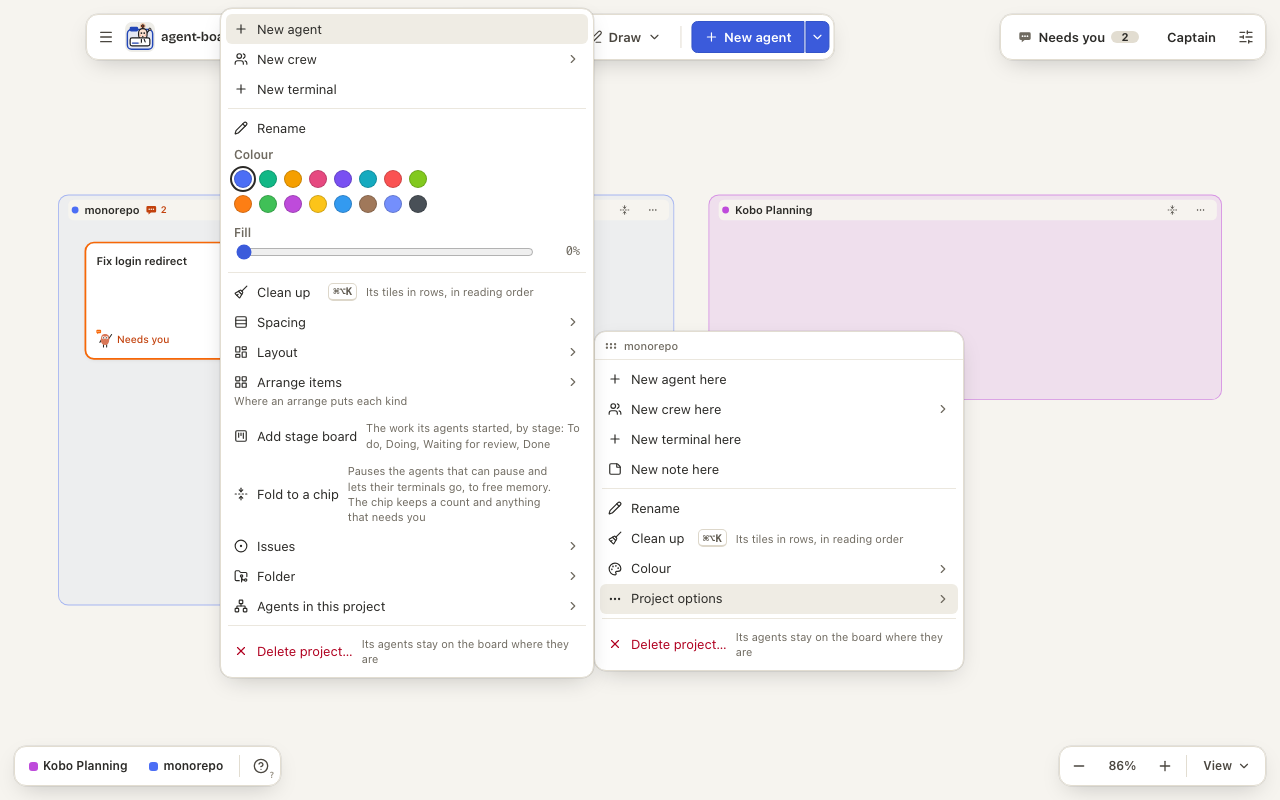 agent-boa
Draw
New agent
Needs you 2
Captain
New agent
New crew
New terminal
Rename
Colour
Fill
0%
Clean up ⌘⌥K Its tiles in rows, in reading order
Spacing
Layout
Arrange items
Where an arrange puts each kind
Add stage board The work its agents started, by stage: To
do, Doing, Waiting for review, Done
Fold to a chip Pauses the agents that can pause and
lets their terminals go, to free memory.
The chip keeps a count and anything
that needs you
Issues
Folder
Agents in this project
Delete project... Its agents stay on the board where they
are
monorepo 2
Fix login redirect
Needs you
Kobo Planning
monorepo
New agent here
New crew here
New terminal here
New note here
Rename
Clean up ⌘⌥K Its tiles in rows, in reading order
Colour
Project options
Delete project... Its agents stay on the board where they
are
Kobo Planning
monorepo
?
86%
View